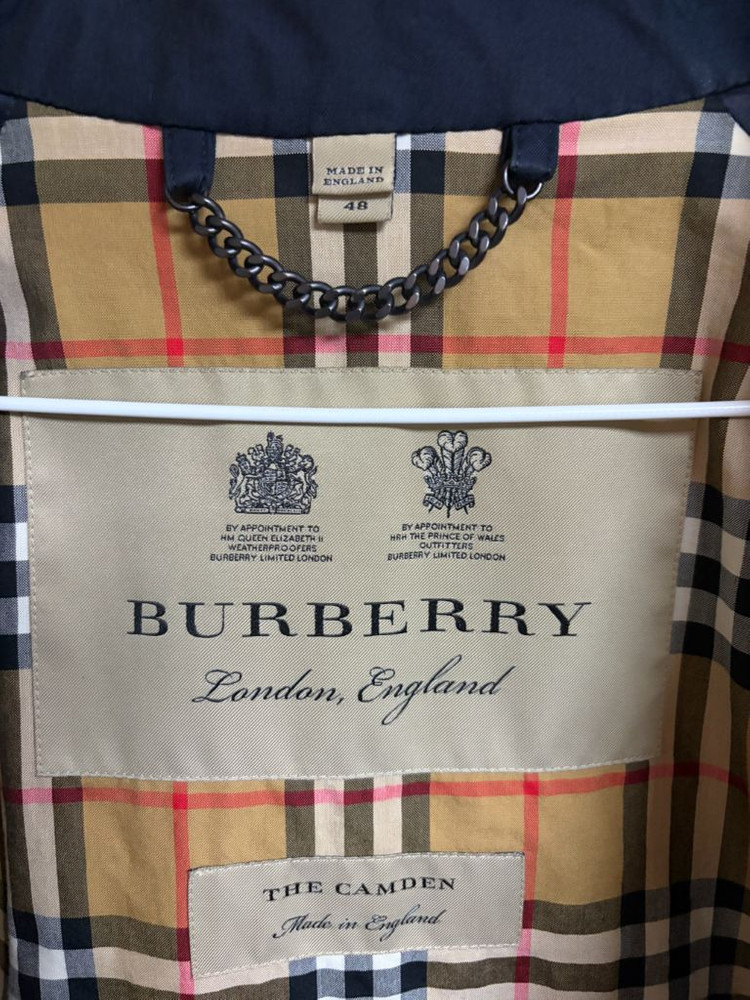 MADE IN
ENGLAND
48
BY APPOINTMENT TO
HM QUEEN ELIZABETH II
WEATHERPROOFERS
BURBERRY LIMITED LONDON
BY APPOINTMENT TO
HRH THE PRINCE OF WALES
OUTFITTERS
BURBERRY LIMITED LONDON
BURBERRY
London, England
THE CAMDEN
Made in England